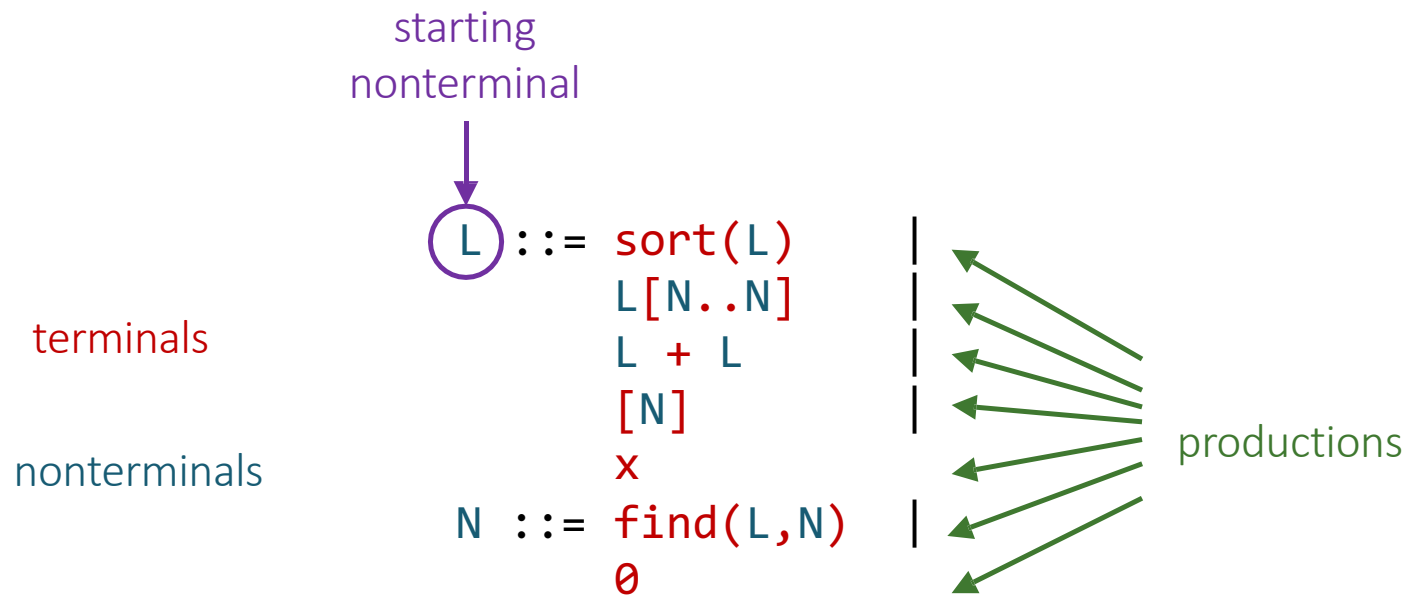 starting
nonterminal
L ::= sort(L) |
L[N..N] |
terminals
L + L |
[N] |
productions
nonterminals
x
N ::= find(L,N) |
0